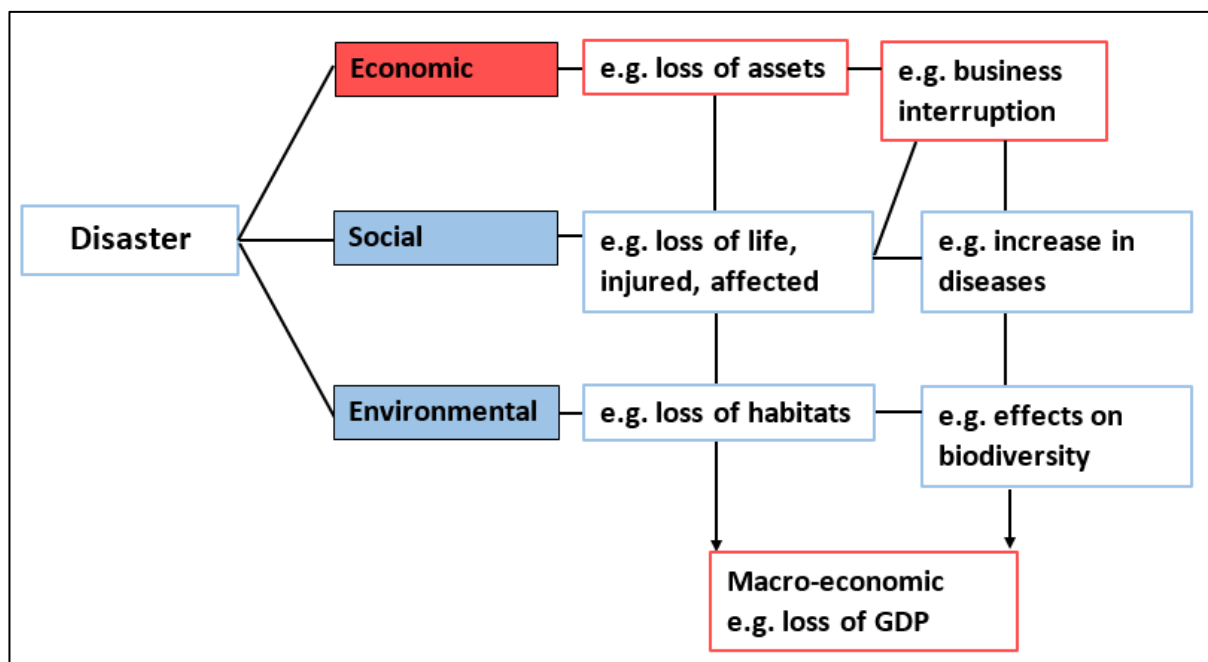 Economic
e.g. loss of assets
e.g. business
interruption
Disaster
Social
e.g. loss of life,
injured, affected
e.g. increase in
diseases
Environmental
e.g. loss of habitats
e.g. effects on
biodiversity
Macro-economic
e.g. loss of GDP